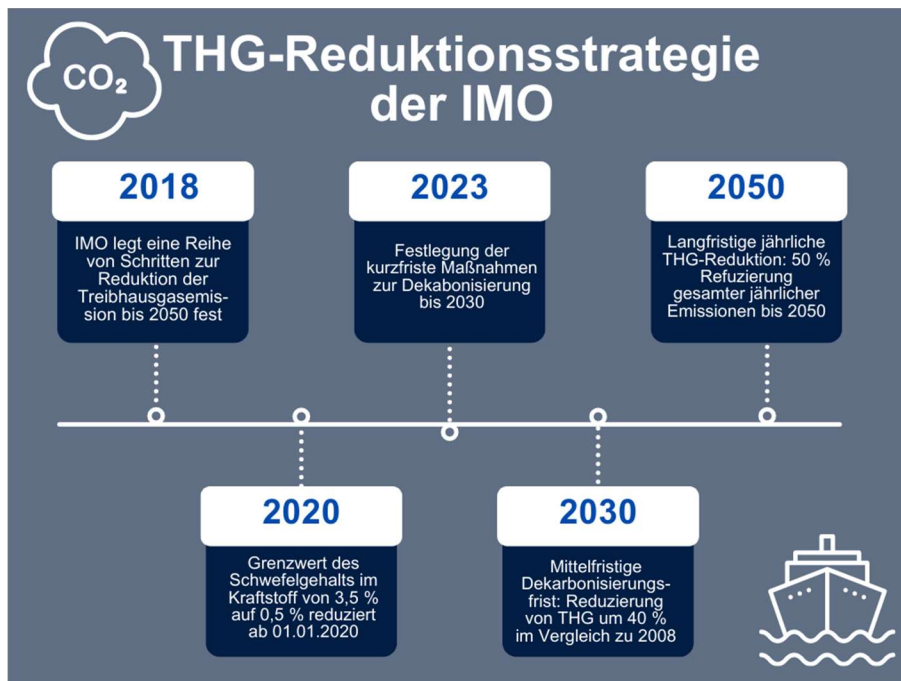 CO₂
THG-Reduktionsstrategie
der IMO
2018
IMO legt eine Reihe
von Schritten zur
Reduktion der
Treibhausgasemis-
sion bis 2050 fest
2023
Festlegung der
kurzfriste Maßnahmen
zur Dekabonisierung
bis 2030
2050
Langfristige jährliche
THG-Reduktion: 50 %
Refuzierung
gesamter jährlicher
Emissionen bis 2050
2020
Grenzwert des
Schwefelgehalts im
Kraftstoff von 3,5 %
auf 0,5 % reduziert
ab 01.01.2020
2030
Mittelfristige
Dekarbonisierungs-
frist: Reduzierung
von THG um 40 %
im Vergleich zu 2008